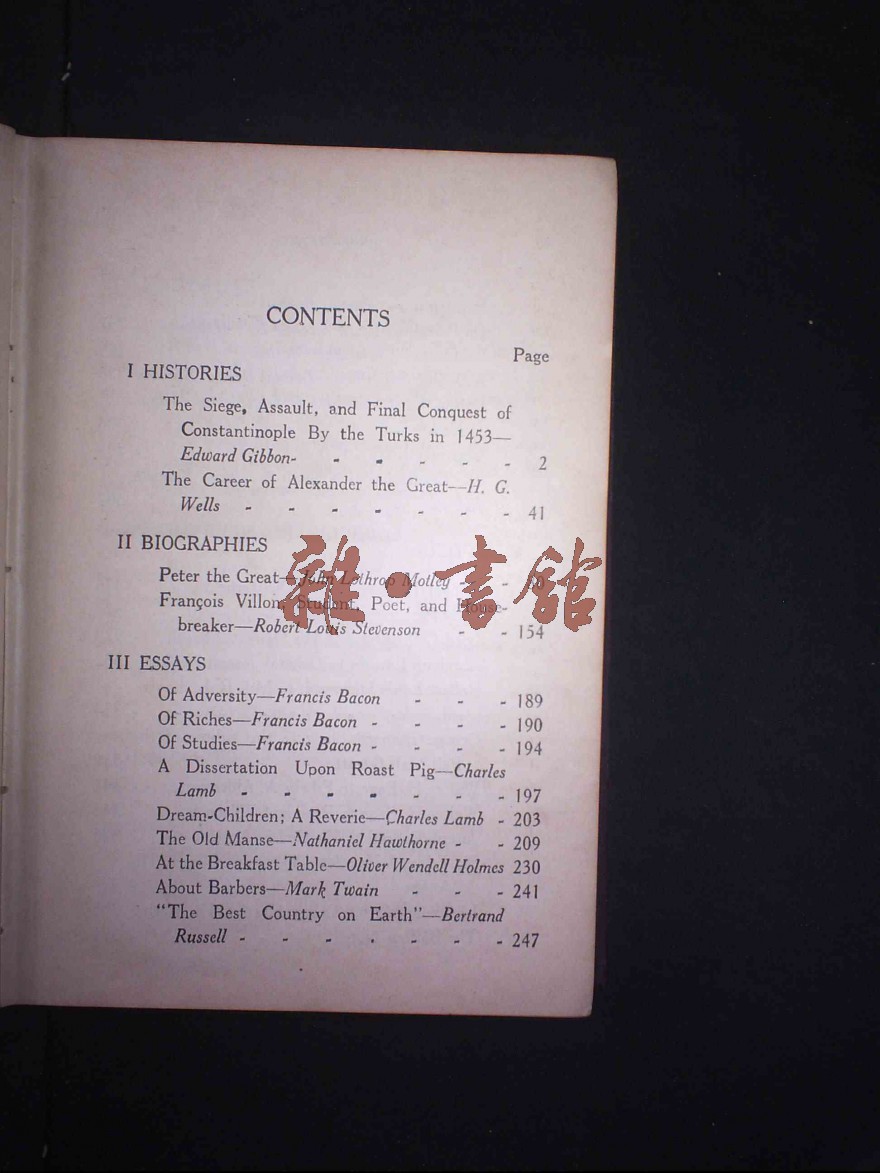 CONTENTS
Page
I HISTORIES
The Siege, Assault, and Final Conquest of
Constantinople By the Turks in 1453—
Edward Gibbon- - - - - - 2
The Career of Alexander the Great—H. G.
Wells - - - - - - - 41
II BIOGRAPHIES
雜·書館
Peter the Great—John Lothrop Motley - -
François Villon, Student, Poet, and House-
breaker—Robert Louis Stevenson - - 154
III ESSAYS
Of Adversity—Francis Bacon - - - 189
Of Riches—Francis Bacon - - - - 190
Of Studies—Francis Bacon - - - - 194
A Dissertation Upon Roast Pig—Charles
Lamb - - - - - - - 197
Dream-Children; A Reverie—Charles Lamb - 203
The Old Manse—Nathaniel Hawthorne - - 209
At the Breakfast Table—Oliver Wendell Holmes 230
About Barbers—Mark Twain - - - 241
"The Best Country on Earth"—Bertrand
Russell - - - - - - - 247